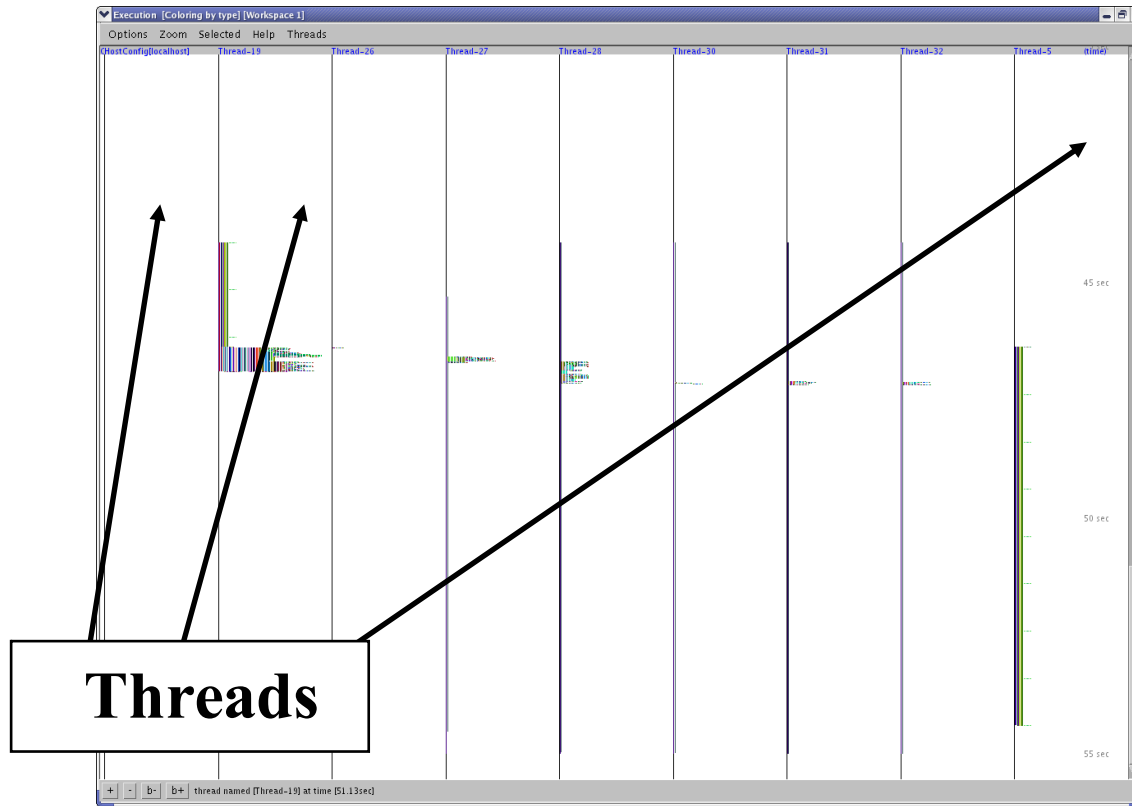 Execution [Coloring by type] [Workspace 1]
Options Zoom Selected Help Threads
HostConfig[localhost] Thread-19 Thread-26 Thread-27 Thread-28 Thread-30 Thread-31 Thread-32 Thread-5 (time)
45 sec
50 sec
Threads
55 sec
+ - b- b+ thread named [Thread-19] at time [51.13sec]